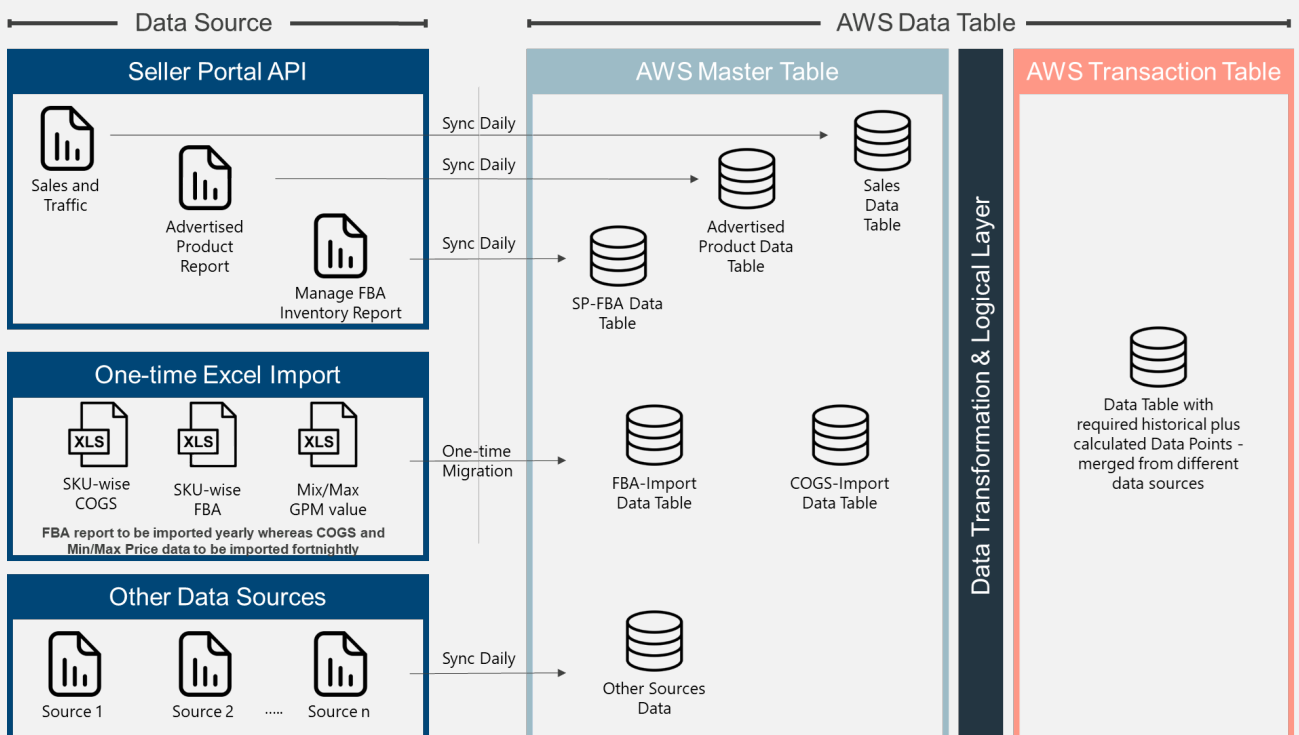 Data Source
AWS Data Table
Seller Portal API
Sales and
Traffic
Advertised
Product
Report
Manage FBA
Inventory Report
Sync Daily
Sync Daily
Sync Daily
AWS Master Table
Sales
Data
Table
Advertised
Product Data
Table
SP-FBA Data
Table
One-time Excel Import
XLS
XLS
XLS
SKU-wise
COGS
SKU-wise
FBA
Mix/Max
GPM value
FBA report to be imported yearly whereas COGS and
Min/Max Price data to be imported fortnightly
One-time
Migration
FBA-Import
Data Table
COGS-Import
Data Table
Other Data Sources
Source 1
Source 2
.....
Source n
Sync Daily
Other Sources
Data
Data Transformation & Logical Layer
AWS Transaction Table
Data Table with
required historical plus
calculated Data Points -
merged from different
data sources